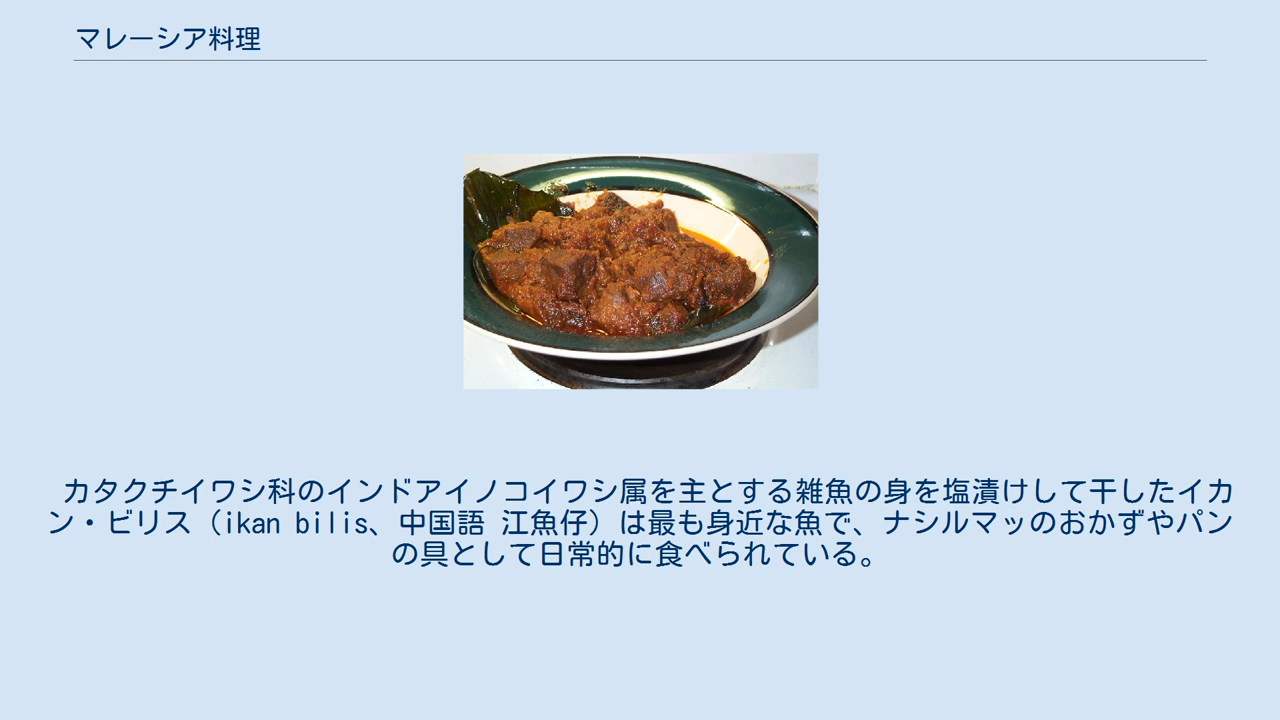 マレーシア料理
カタクチイワシ科のインドアイノコイワシ属を主とする雑魚の身を塩漬けして干したイカ
ン・ビリス（ikan bilis、中国語 江魚仔）は最も身近な魚で、ナシルマッのおかずやパン
の具として日常的に食べられている。